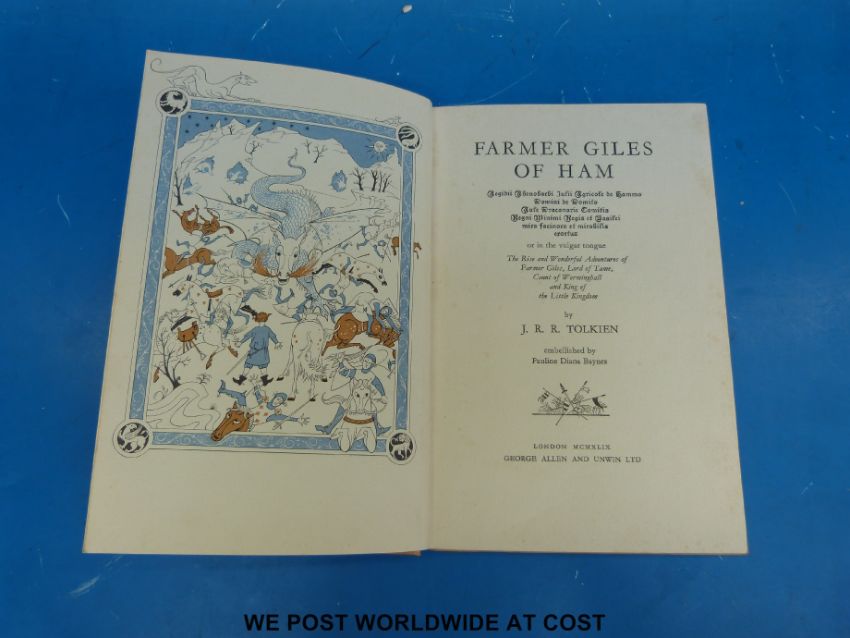 FARMER GILES
OF HAM
Aegidii Ahenobarbi Julii Agricole de Hammo
Domini de Domito
Aule Draconarie Comitis
Regni Minimi Regis et Basilei
mira facinora et mirabilis
exortus
or in the vulgar tongue
The Rise and Wonderful Adventures of
Farmer Giles, Lord of Tame,
Count of Worminghall
and King of
the Little Kingdom
by
J. R. R. TOLKIEN
embellished by
Pauline Diana Baynes
LONDON MCMXLIX
GEORGE ALLEN AND UNWIN LTD
WE POST WORLDWIDE AT COST